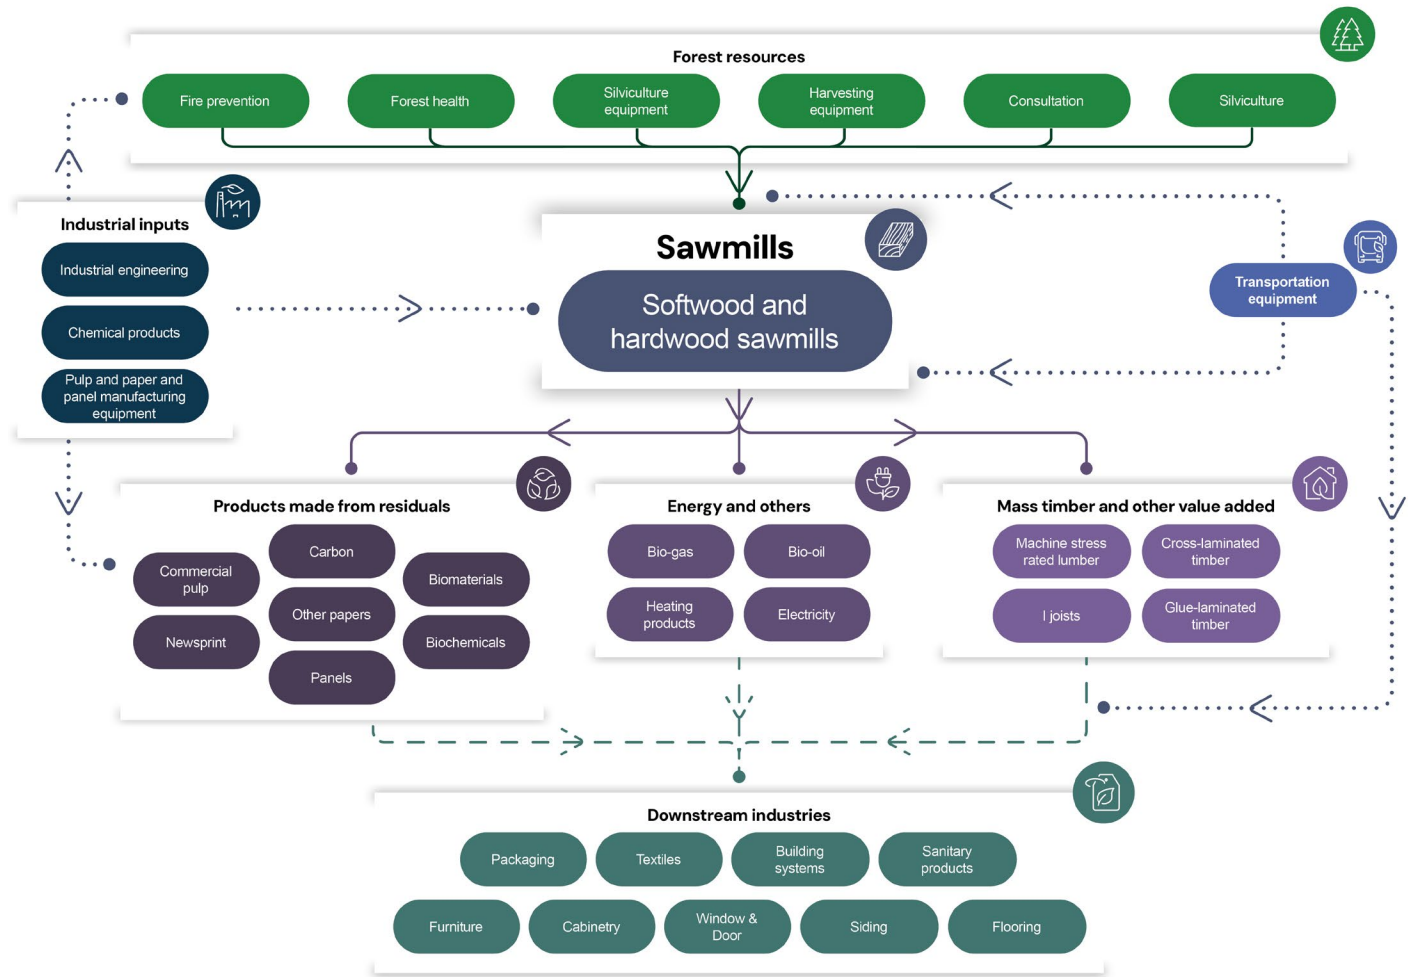 Forest resources
Fire prevention
Forest health
Silviculture
equipment
Harvesting
equipment
Consultation
Silviculture
Industrial inputs
Industrial engineering
Chemical products
Pulp and paper and
panel manufacturing
equipment
Sawmills
Softwood and
hardwood sawmills
Transportation
equipment
Products made from residuals
Commercial
pulp
Newsprint
Carbon
Other papers
Panels
Biomaterials
Biochemicals
Energy and others
Bio-gas
Bio-oil
Heating
products
Electricity
Mass timber and other value added
Machine stress
rated lumber
Cross-laminated
timber
I joists
Glue-laminated
timber
Downstream industries
Packaging
Textiles
Building
systems
Sanitary
products
Furniture
Cabinetry
Window &
Door
Siding
Flooring